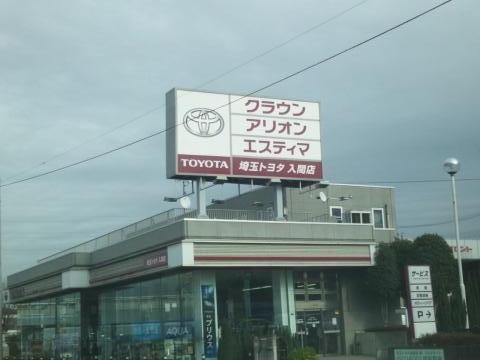 クラウン
アリオン
エスティマ
TOYOTA 埼玉トヨタ 入間店
サービス
P→
AQUA
プリウス